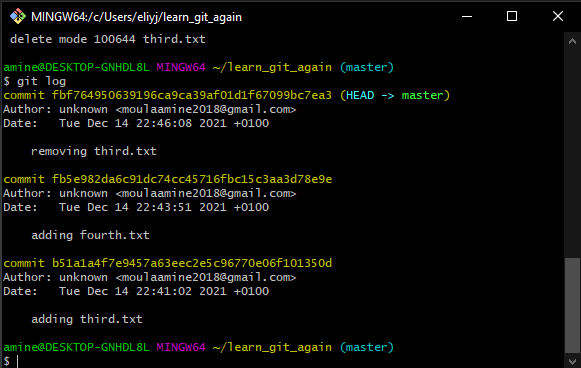 MINGW64:/c/Users/eliyj/learn_git_again
delete mode 100644 third.txt
amine@DESKTOP-GNHDL8L MINGW64 ~/learn_git_again (master)
$ git log
commit fbf764950639196ca9ca39af01d1f67099bc7ea3 (HEAD -> master)
Author: unknown <moulaamine2018@gmail.com>
Date:   Tue Dec 14 22:46:08 2021 +0100
removing third.txt
commit fb5e982da6c91dc74cc45716fbc15c3aa3d78e9e
Author: unknown <moulaamine2018@gmail.com>
Date:   Tue Dec 14 22:43:51 2021 +0100
adding fourth.txt
commit b51a1a4f7e9457a63eec2e5c96770e06f101350d
Author: unknown <moulaamine2018@gmail.com>
Date:   Tue Dec 14 22:41:02 2021 +0100
adding third.txt
amine@DESKTOP-GNHDL8L MINGW64 ~/learn_git_again (master)
$